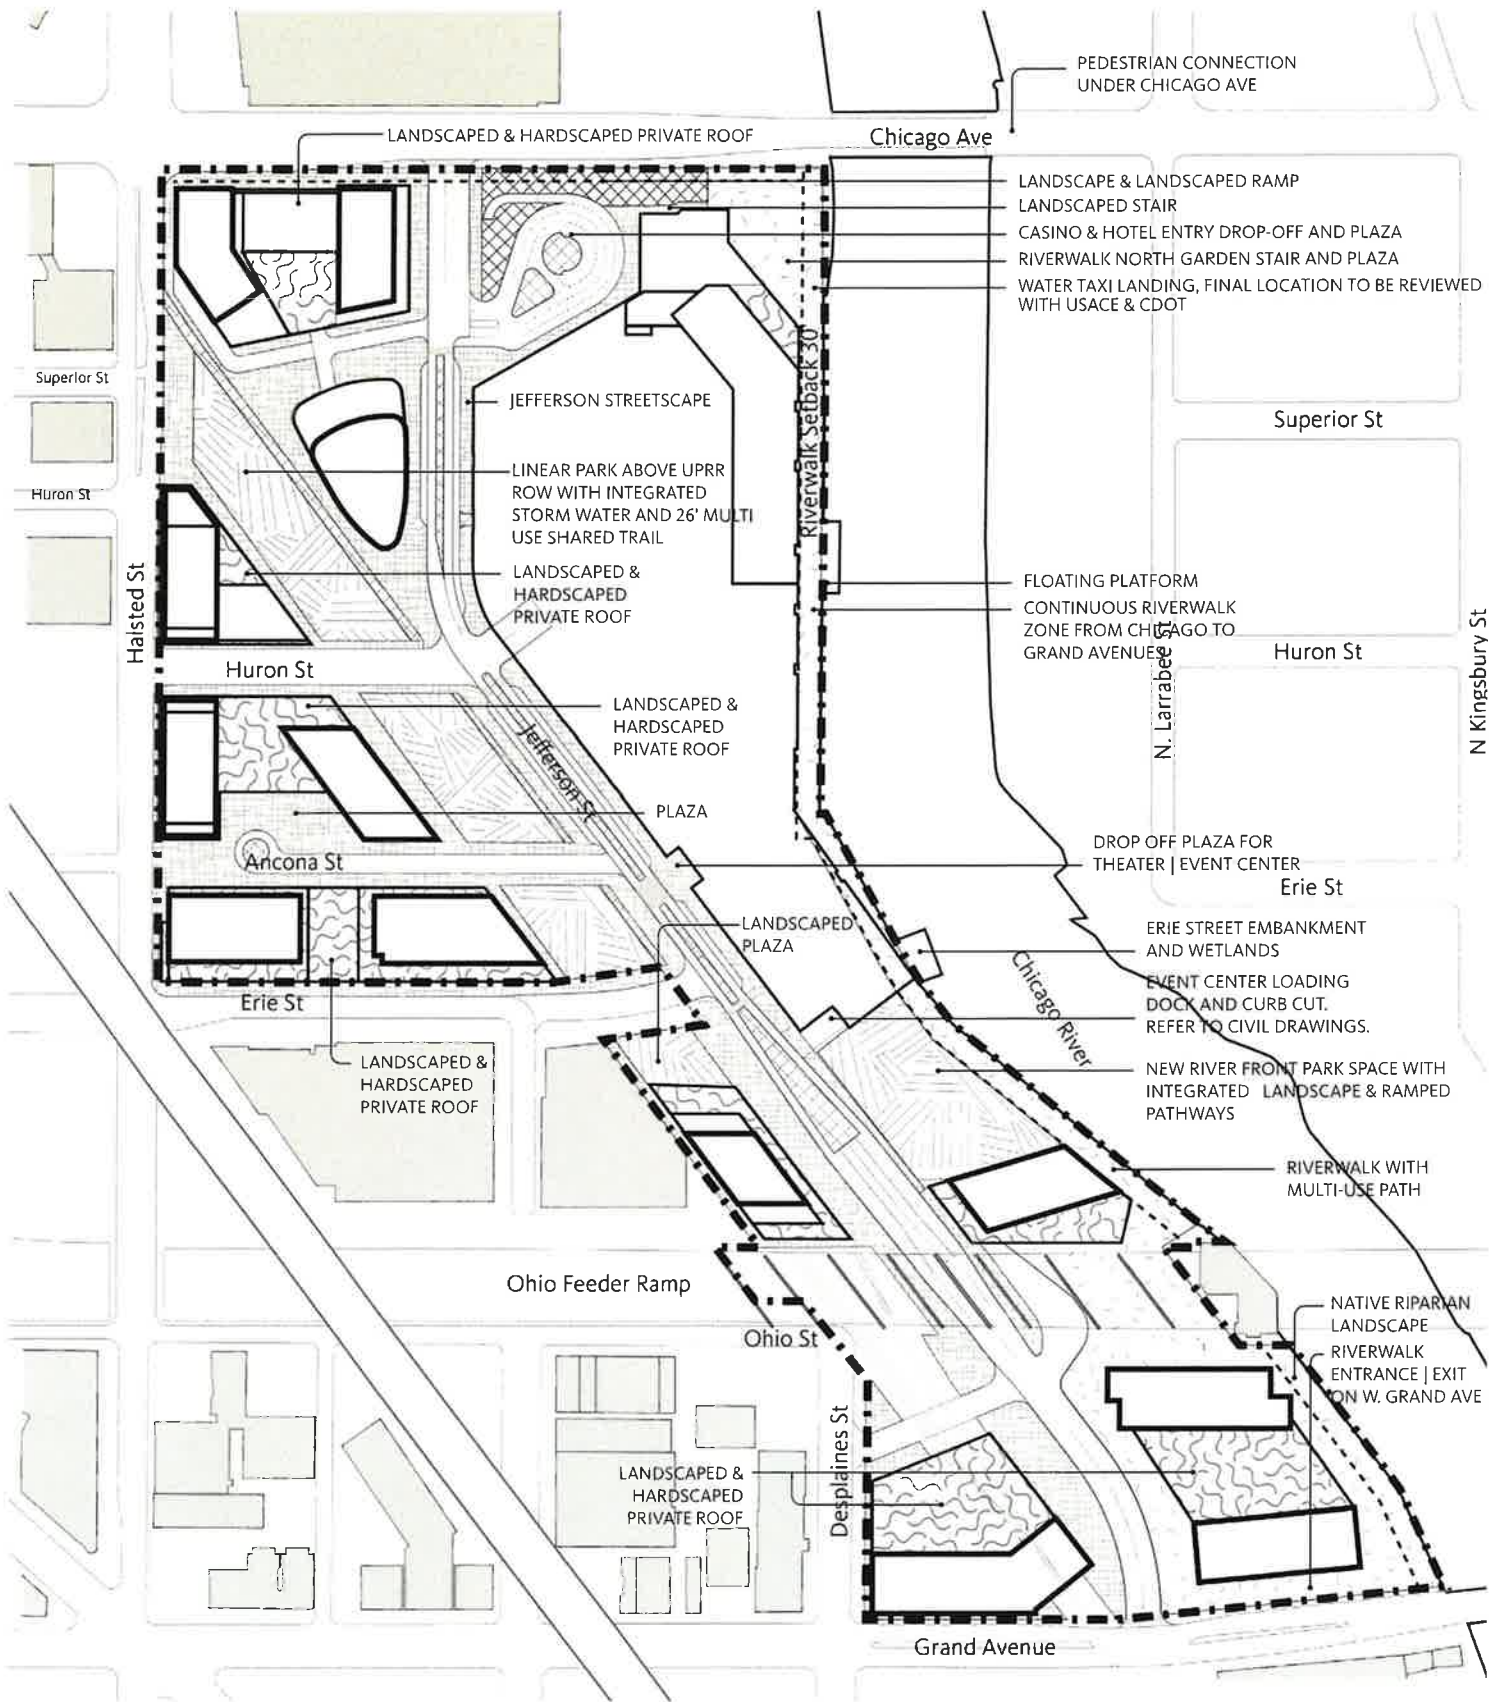 PEDESTRIAN CONNECTION
UNDER CHICAGO AVE
LANDSCAPED & HARDSCAPED PRIVATE ROOF
Chicago Ave
LANDSCAPE & LANDSCAPED RAMP
LANDSCAPED STAIR
CASINO & HOTEL ENTRY DROP-OFF AND PLAZA
RIVERWALK NORTH GARDEN STAIR AND PLAZA
WATER TAXI LANDING, FINAL LOCATION TO BE REVIEWED
WITH USACE & CDOT
Riverwalk Setback 30'
Superior St
JEFFERSON STREETSCAPE
Superior St
LINEAR PARK ABOVE UPRR
ROW WITH INTEGRATED
STORM WATER AND 26' MULTI
USE SHARED TRAIL
Huron St
Halsted St
LANDSCAPED &
HARDSCAPED
PRIVATE ROOF
FLOATING PLATFORM
CONTINUOUS RIVERWALK
ZONE FROM CHICAGO TO
GRAND AVENUES
N. Larrabee St
Huron St
N Kingsbury St
Huron St
LANDSCAPED &
HARDSCAPED
PRIVATE ROOF
Jefferson St
PLAZA
Ancona St
DROP OFF PLAZA FOR
THEATER | EVENT CENTER
Erie St
LANDSCAPED
PLAZA
ERIE STREET EMBANKMENT
AND WETLANDS
Chicago River
EVENT CENTER LOADING
DOCK AND CURB CUT.
REFER TO CIVIL DRAWINGS.
Erie St
LANDSCAPED &
HARDSCAPED
PRIVATE ROOF
NEW RIVER FRONT PARK SPACE WITH
INTEGRATED LANDSCAPE & RAMPED
PATHWAYS
RIVERWALK WITH
MULTI-USE PATH
Ohio Feeder Ramp
Ohio St
NATIVE RIPARIAN
LANDSCAPE
RIVERWALK
ENTRANCE | EXIT
ON W. GRAND AVE
Desplaines St
LANDSCAPED &
HARDSCAPED
PRIVATE ROOF
Grand Avenue